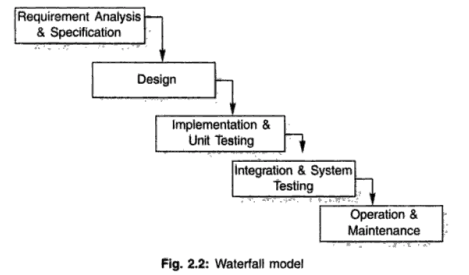 Requirement Analysis
& Specification
Design
Implementation &
Unit Testing
Integration & System
Testing
Operation &
Maintenance
Fig. 2.2: Waterfall model